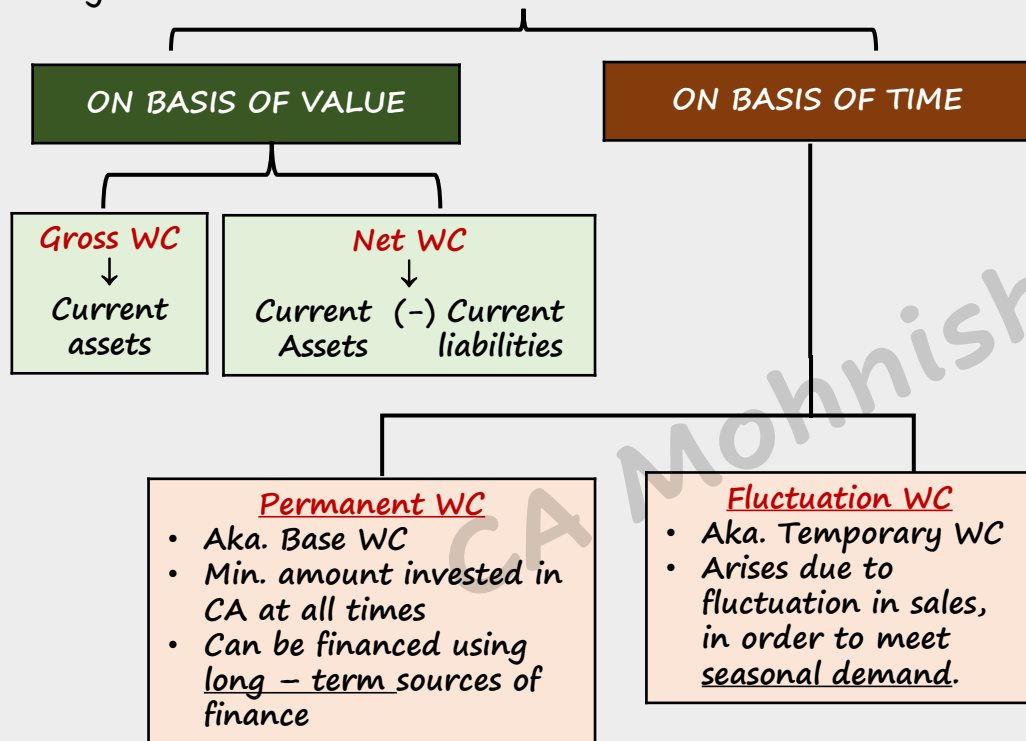 ON BASIS OF VALUE
ON BASIS OF TIME
Gross WC
↓
Current
assets
Net WC
↓
Current (-) Current
Assets liabilities
Permanent WC
• Aka. Base WC
• Min. amount invested in
CA at all times
• Can be financed using
long – term sources of
finance
Fluctuation WC
• Aka. Temporary WC
• Arises due to
fluctuation in sales,
in order to meet
seasonal demand.
CA Mohnish